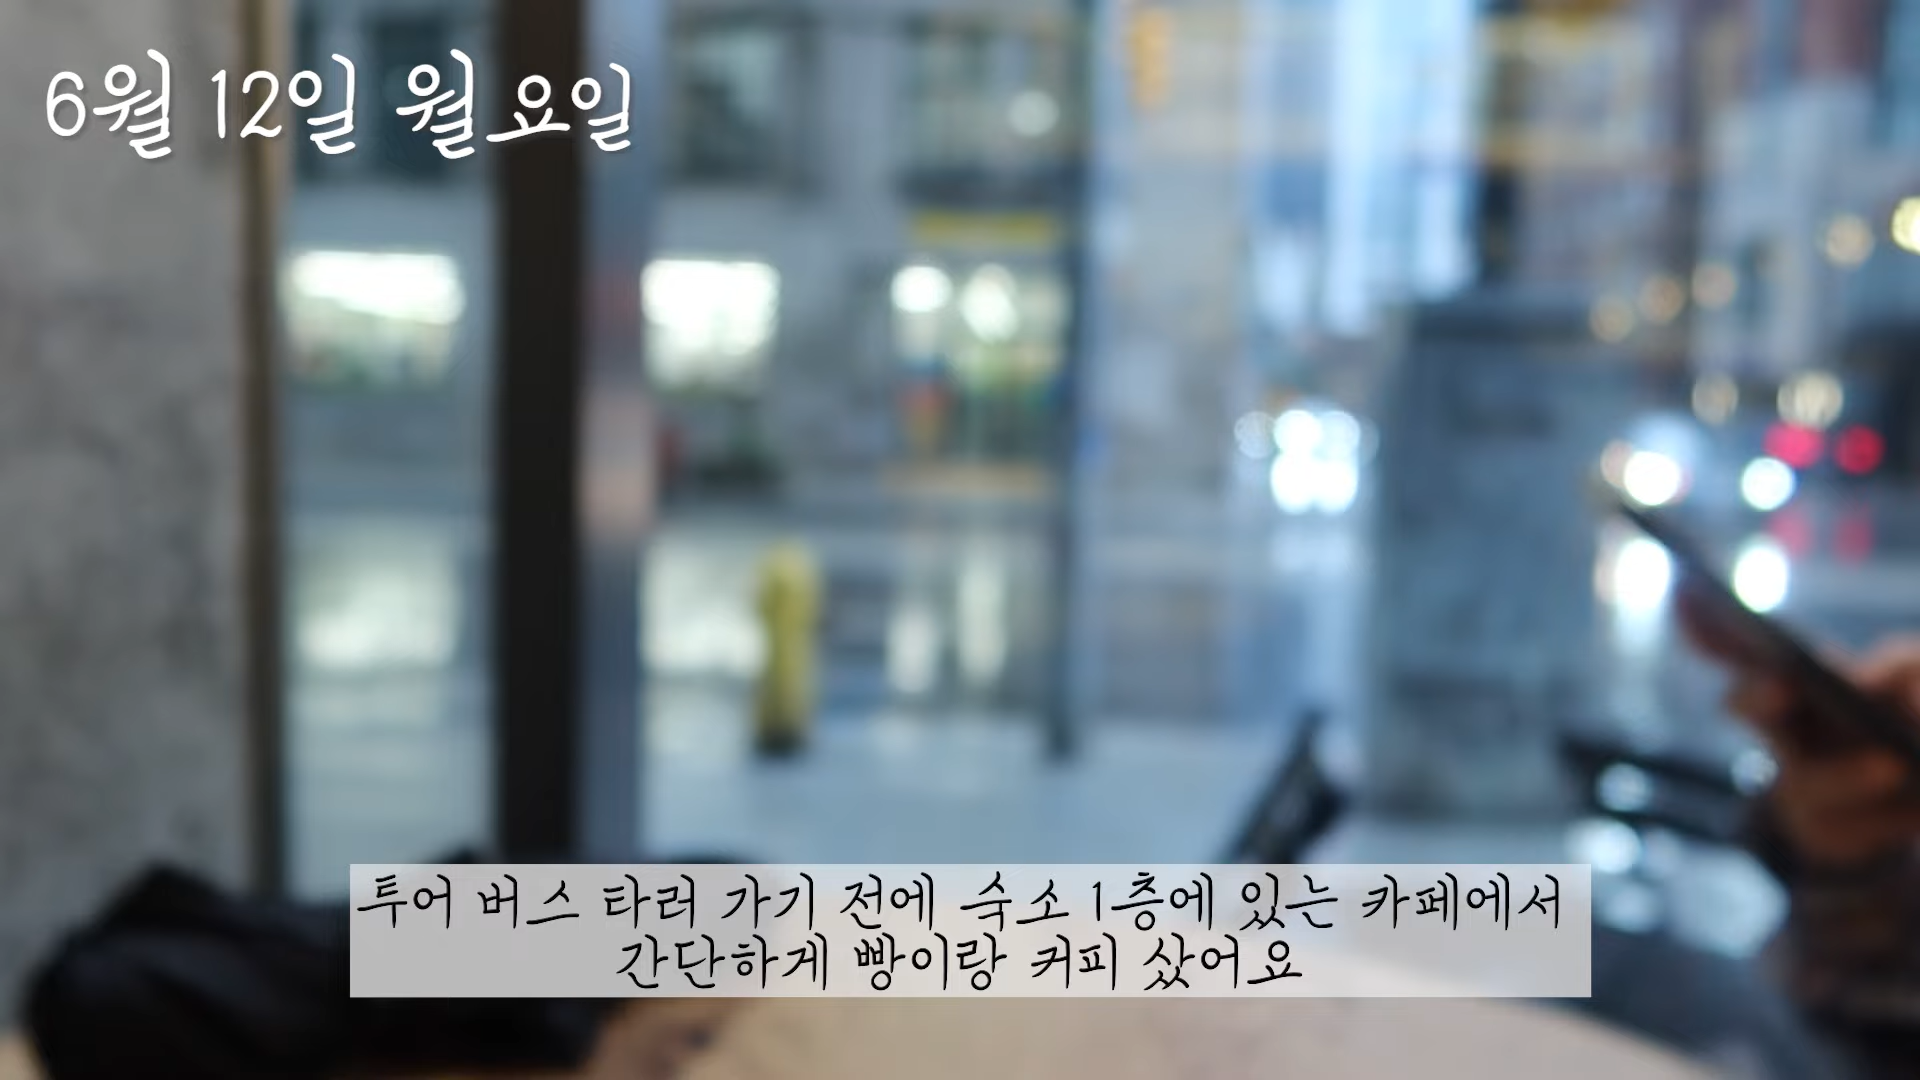 6월 12일 월요일
투어 버스 타러 가기 전에 숙소 1층에 있는 카페에서
간단하게 빵이랑 커피 샀어요